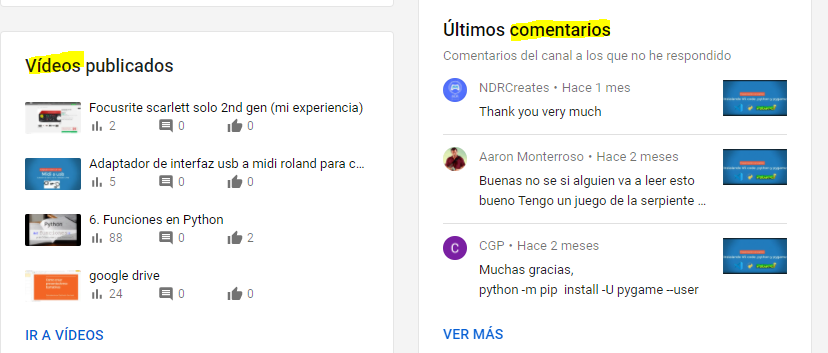 Vídeos publicados
Focusrite scarlett solo 2nd gen (mi experiencia)
2 0 0
Adaptador de interfaz usb a midi roland para c...
5 0 0
6. Funciones en Python
88 0 2
google drive
24 0 0
IR A VÍDEOS
Últimos comentarios
Comentarios del canal a los que no he respondido
NDRCreates • Hace 1 mes
Thank you very much
Aaron Monterroso • Hace 2 meses
Buenas no se si alguien va a leer esto
bueno Tengo un juego de la serpiente ...
C
CGP • Hace 2 meses
Muchas gracias,
python -m pip install -U pygame --user
VER MÁS